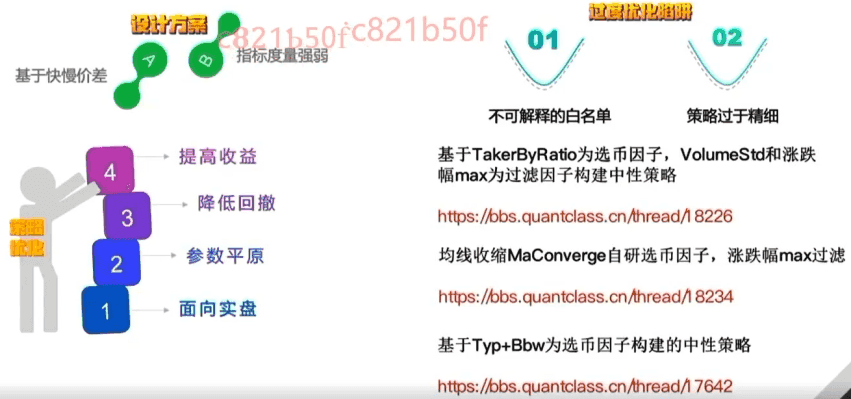 设计方案
c821b50f
c821b50f
基于快慢价差
A
B
指标度量强弱
策略优化
4
提高收益
3
降低回撤
2
参数平原
1
面向实盘
过度优化陷阱
01
02
不可解释的白名单
策略过于精细
基于TakerByRatio为选币因子，VolumeStd和涨跌
幅max为过滤因子构建中性策略
https://bbs.quantclass.cn/thread/18226
均线收缩MaConverge自研选币因子，涨跌幅max过滤
https://bbs.quantclass.cn/thread/18234
基于Typ+Bbw为选币因子构建的中性策略
https://bbs.quantclass.cn/thread/17642